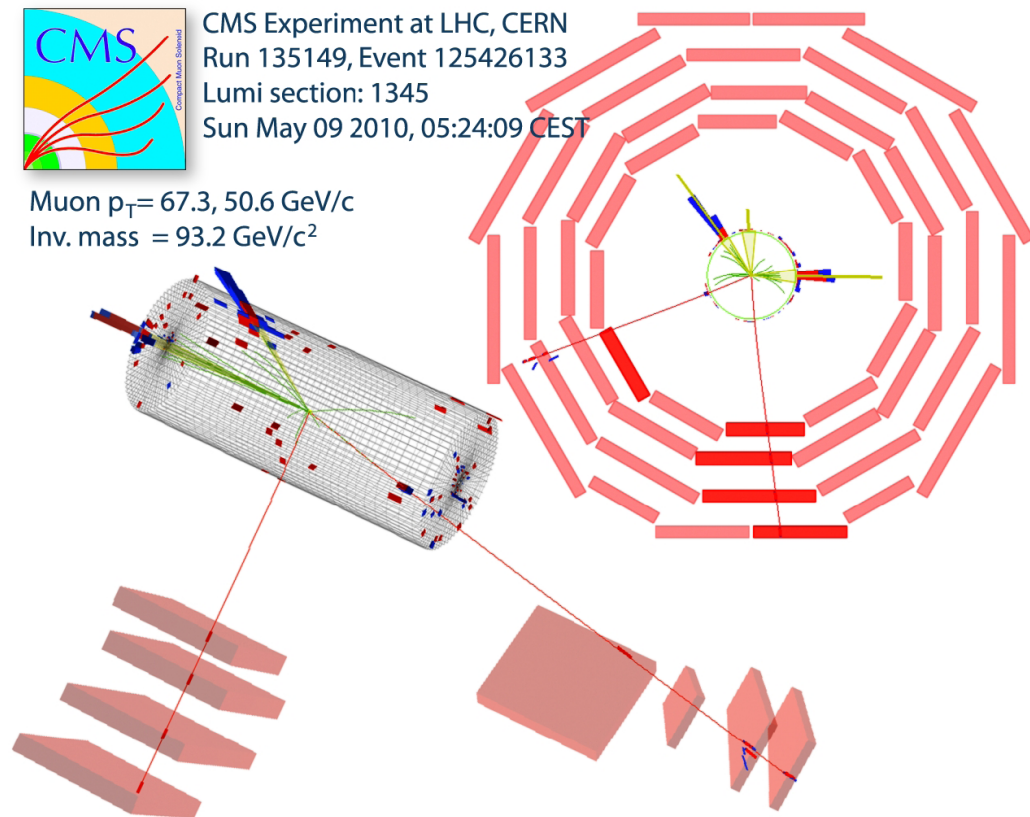 CMS
Compact Muon Solenoid
CMS Experiment at LHC, CERN
Run 135149, Event 125426133
Lumi section: 1345
Sun May 09 2010, 05:24:09 CEST
Muon pT= 67.3, 50.6 GeV/c
Inv. mass = 93.2 GeV/c²